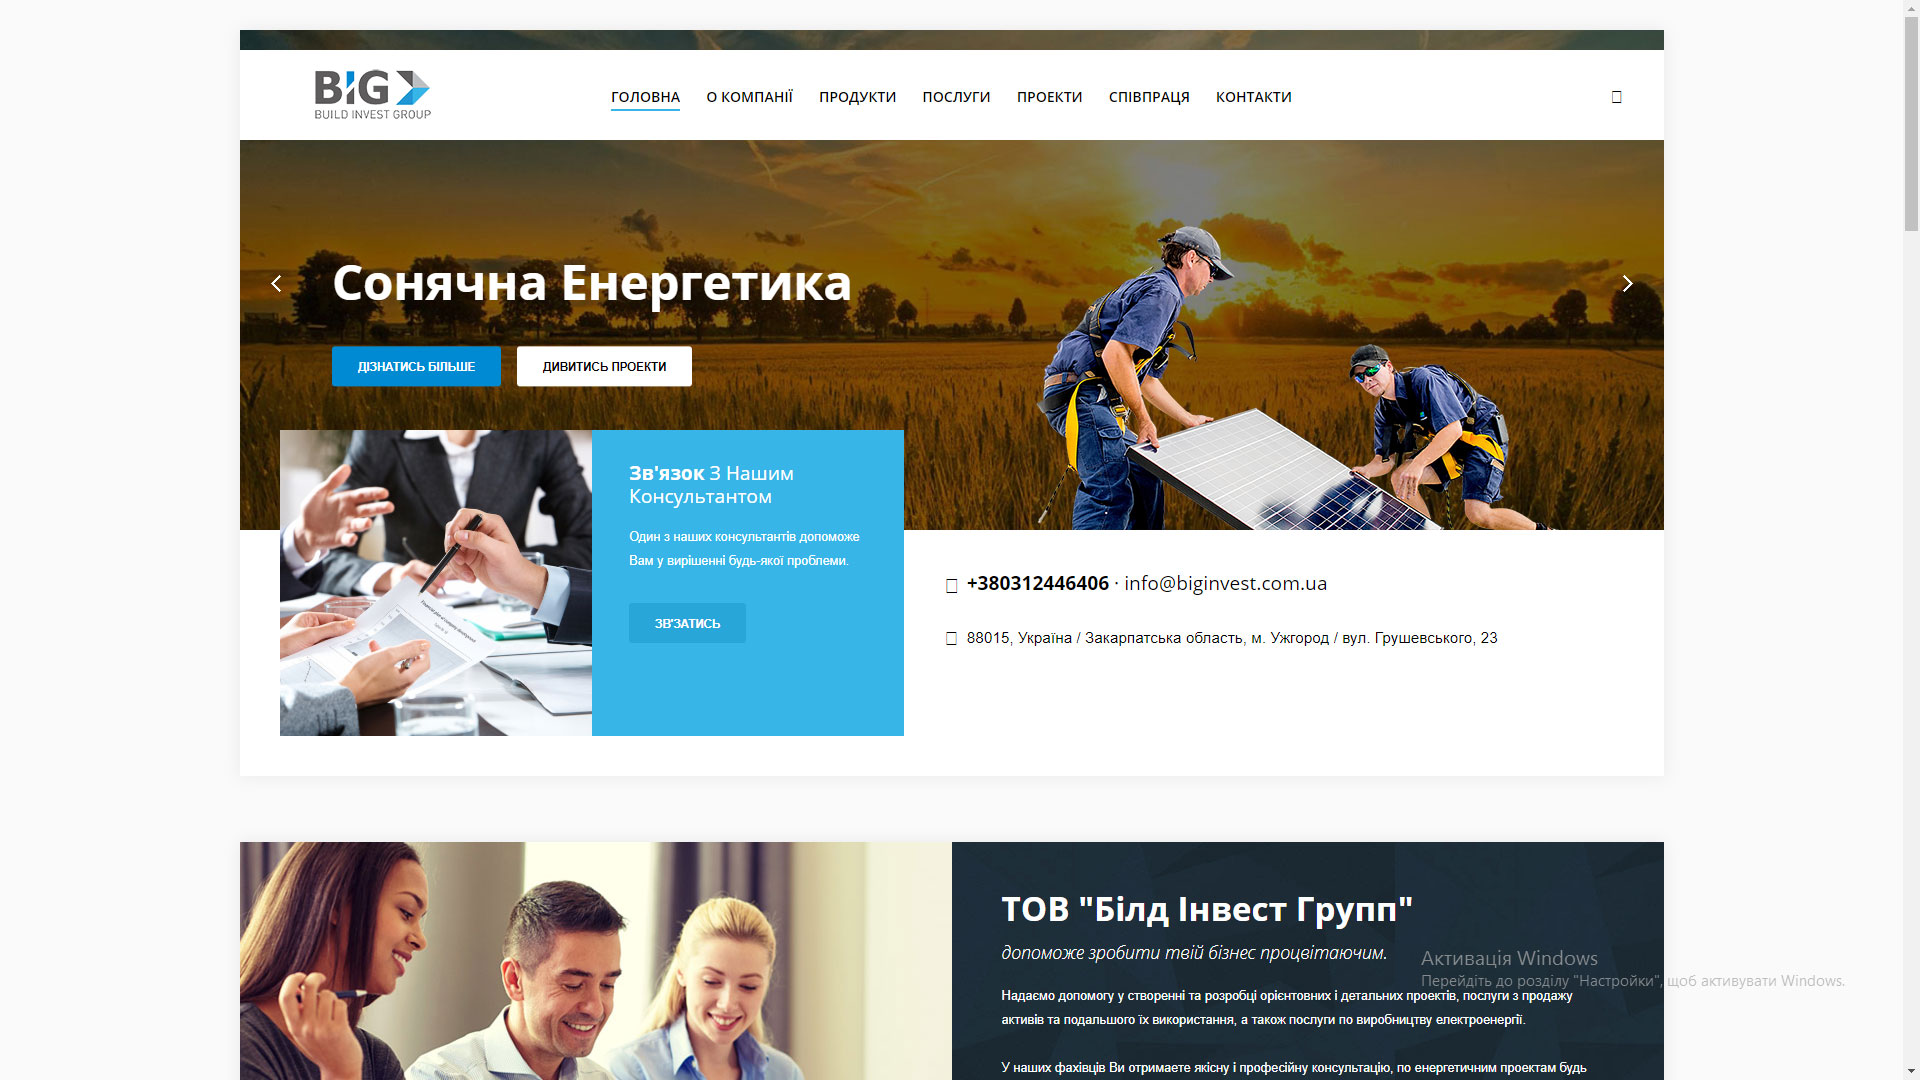 BIG
BUILD INVEST GROUP
ГОЛОВНА
О КОМПАНІЇ
ПРОДУКТИ
ПОСЛУГИ
ПРОЕКТИ
СПІВПРАЦЯ
КОНТАКТИ
Сонячна Енергетика
ДІЗНАТИСЬ БІЛЬШЕ
ДИВИТИСЬ ПРОЕКТИ
Зв'язок З Нашим
Консультантом
Один з наших консультантів допоможе
Вам у вирішенні будь-якої проблеми.
ЗВ'ЗАТИСЬ
+380312446406 · info@biginvest.com.ua
88015, Україна / Закарпатська область, м. Ужгород / вул. Грушевського, 23
ТОВ "Білд Інвест Групп"
допоможе зробити твій бізнес процвітаючим.
Активація Windows
Перейдіть до розділу "Настройки", щоб активувати Windows.
Надаємо допомогу у створенні та розробці орієнтовних і детальних проектів, послуги з продажу
активів та подальшого їх використання, а також послуги по виробництву електроенергії.
У наших фахівців Ви отримаєте якісну і професійну консультацію, по енергетичним проектам будь